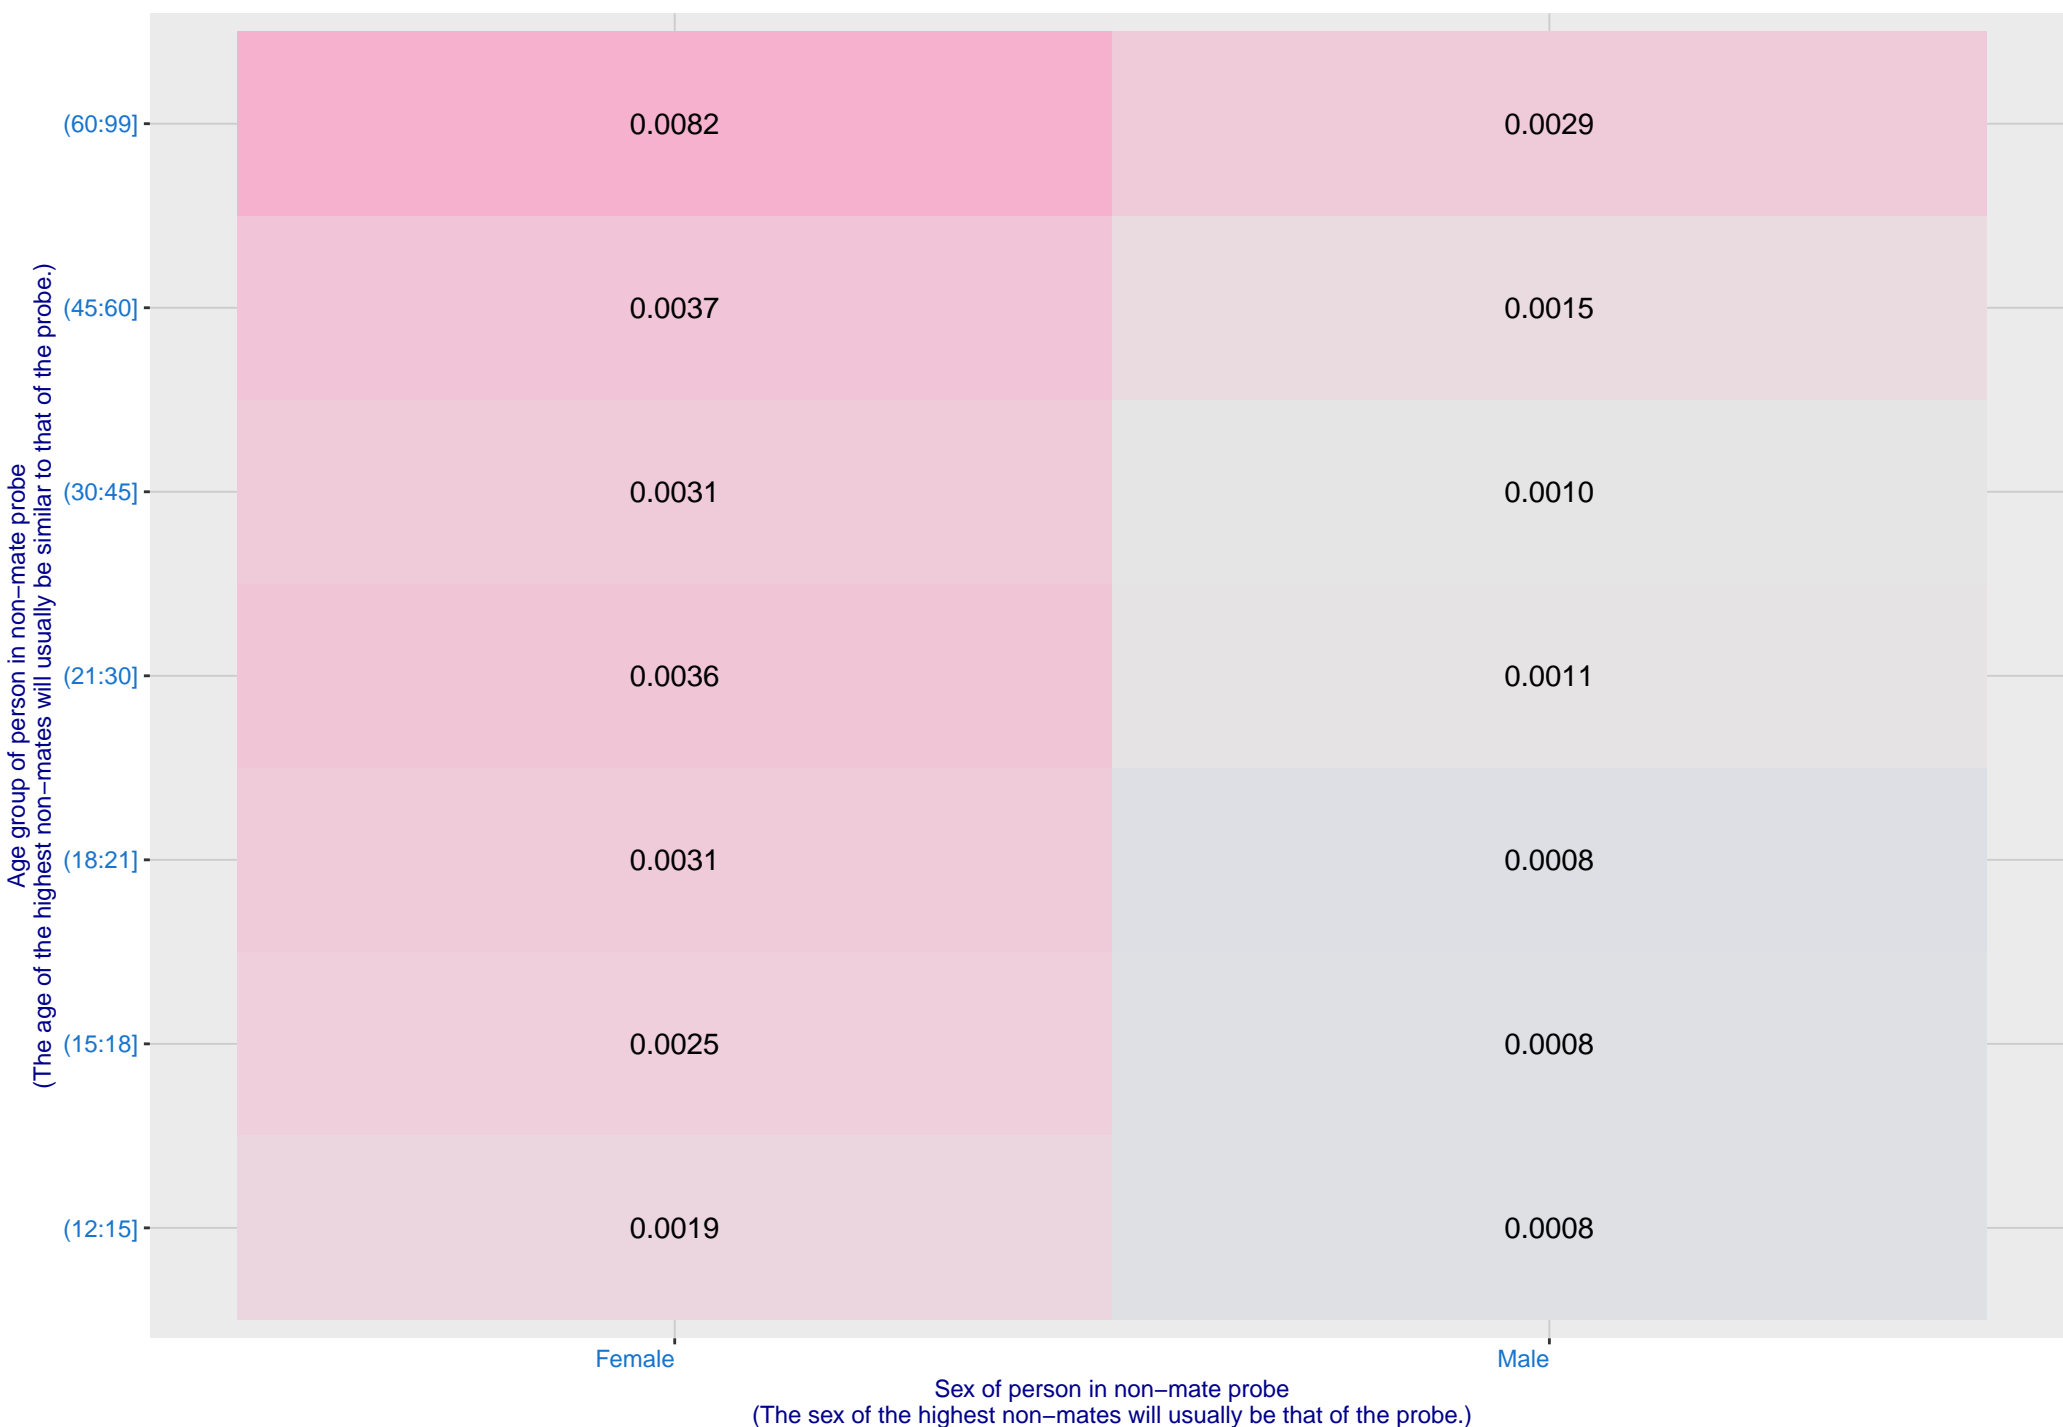 Age group of person in non−mate probe
(The age of the highest non−mates will usually be similar to that of the probe.)
(60:99] 0.0082 0.0029
(45:60] 0.0037 0.0015
(30:45] 0.0031 0.0010
(21:30] 0.0036 0.0011
(18:21] 0.0031 0.0008
(15:18] 0.0025 0.0008
(12:15] 0.0019 0.0008
Female Male
Sex of person in non−mate probe
(The sex of the highest non−mates will usually be that of the probe.)